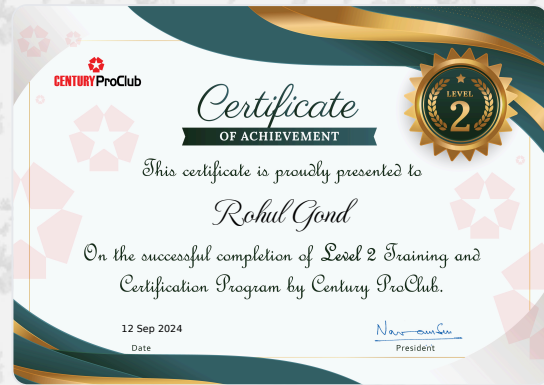 CENTURY ProClub
LEVEL
2
Certificate
OF ACHIEVEMENT
This certificate is proudly presented to
Rohul Gond
On the successful completion of Level 2 Training and
Certification Program by Century ProClub.
12 Sep 2024
Date
President